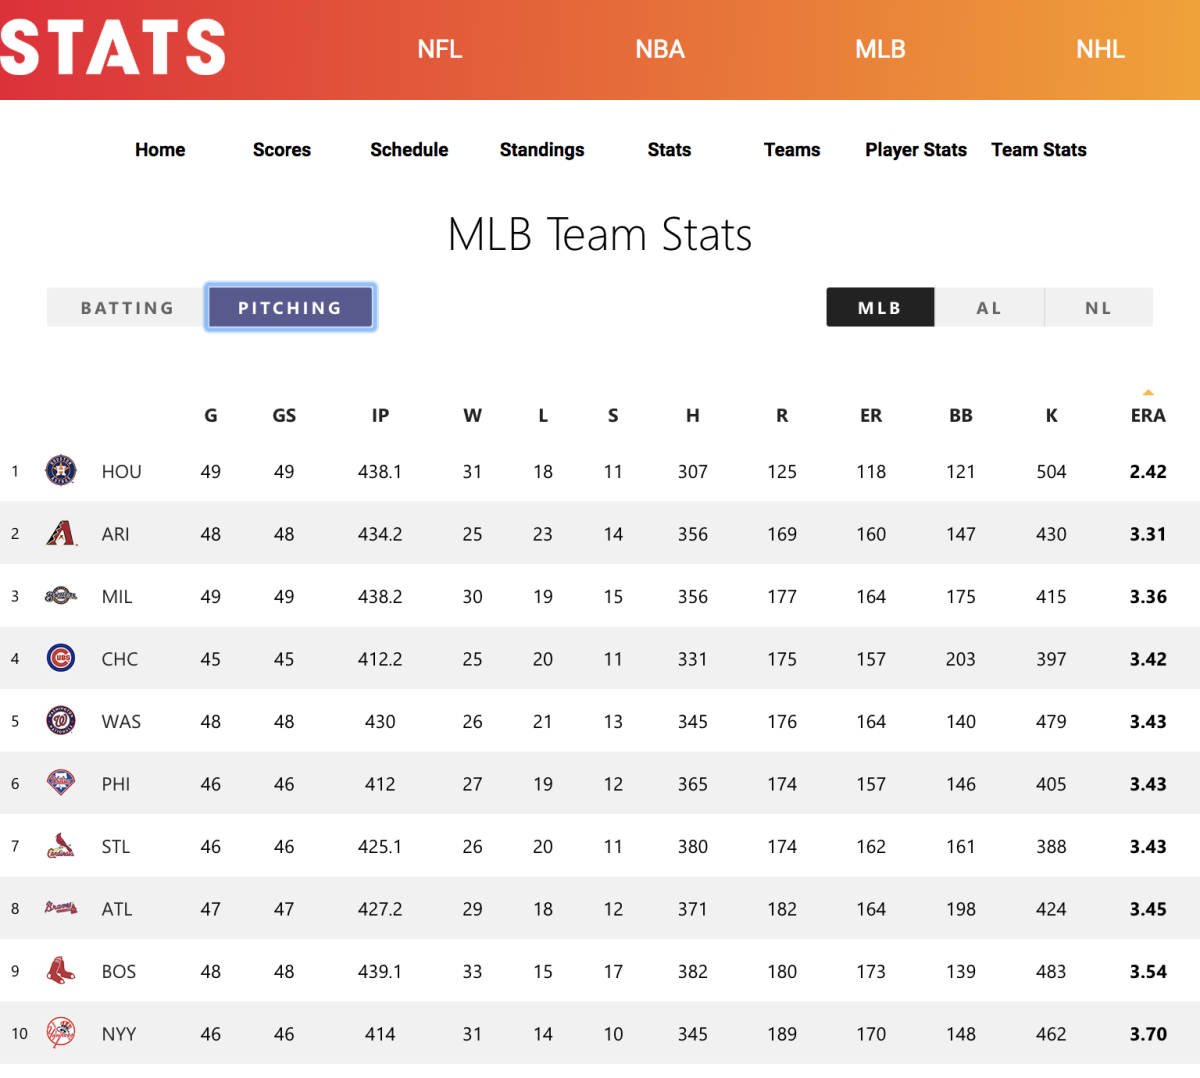 STATS NFL NBA MLB NHL
Home Scores Schedule Standings Stats Teams Player Stats Team Stats
MLB Team Stats
BATTING PITCHING MLB AL NL
G GS IP W L S H R ER BB K ERA
1 HOU 49 49 438.1 31 18 11 307 125 118 121 504 2.42
2 ARI 48 48 434.2 25 23 14 356 169 160 147 430 3.31
3 MIL 49 49 438.2 30 19 15 356 177 164 175 415 3.36
4 CUBS CHC 45 45 412.2 25 20 11 331 175 157 203 397 3.42
5 W WAS 48 48 430 26 21 13 345 176 164 140 479 3.43
6 PHI 46 46 412 27 19 12 365 174 157 146 405 3.43
7 Cardinals STL 46 46 425.1 26 20 11 380 174 162 161 388 3.43
8 Braves ATL 47 47 427.2 29 18 12 371 182 164 198 424 3.45
9 BOS 48 48 439.1 33 15 17 382 180 173 139 483 3.54
10 NYY 46 46 414 31 14 10 345 189 170 148 462 3.70